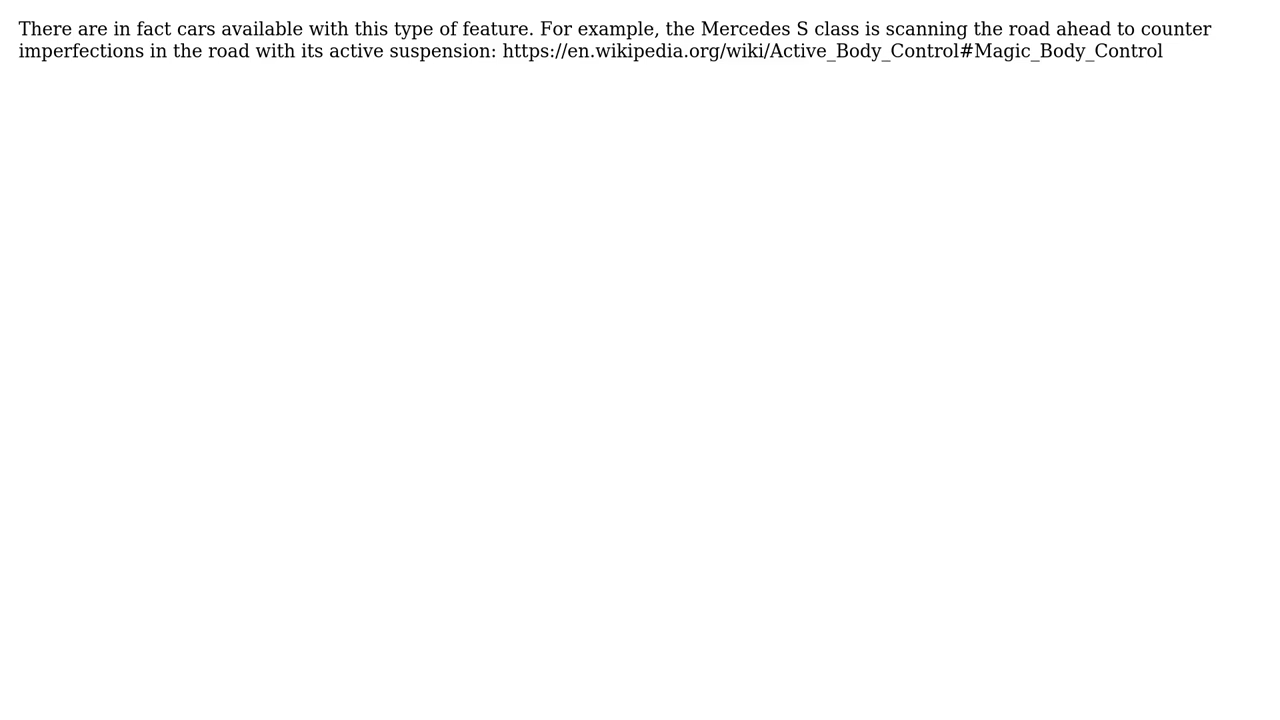 There are in fact cars available with this type of feature. For example, the Mercedes S class is scanning the road ahead to counter
imperfections in the road with its active suspension: https://en.wikipedia.org/wiki/Active_Body_Control#Magic_Body_Control